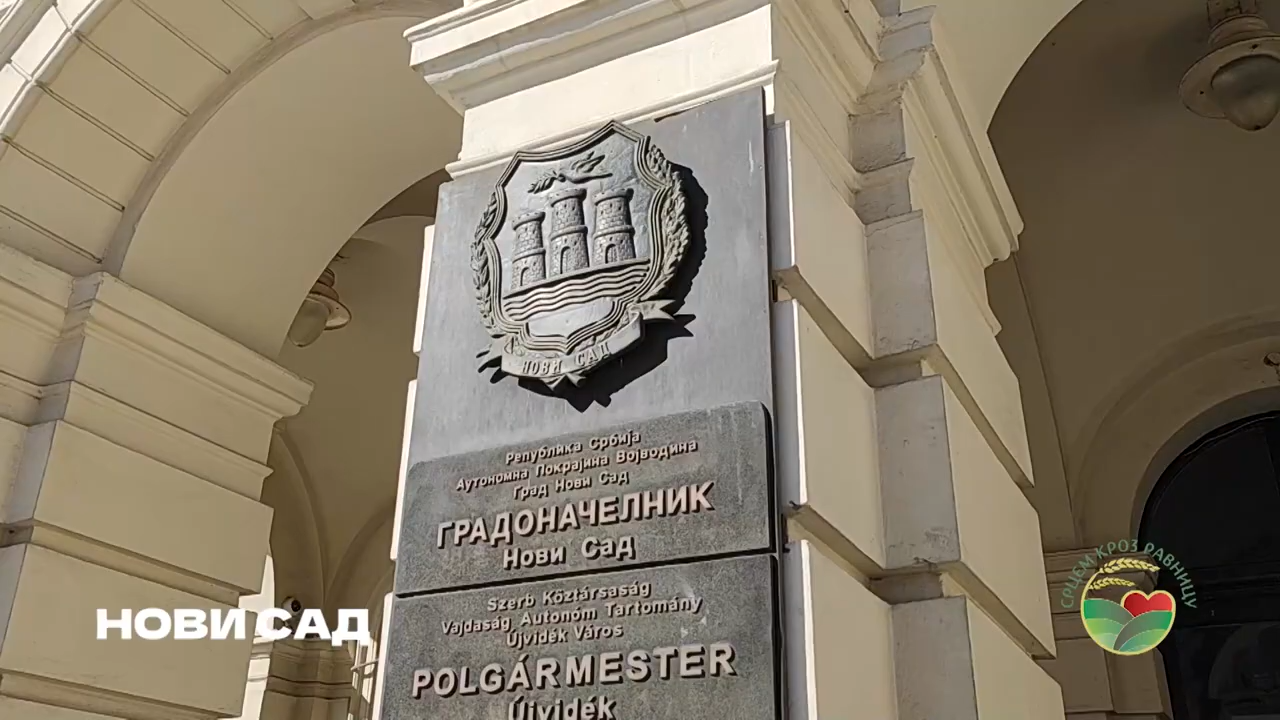 НОВИ САД
Република Србија
Аутономна Покрајина Војводина
Град Нови Сад
ГРАДОНАЧЕЛНИК
Нови Сад
Szerb Köztársaság
Vajdaság Autonóm Tartomány
Újvidék Város
POLGÁRMESTER
Újvidék
НОВИ САД
СРЦЕМ КРОЗ РАВНИЦУ